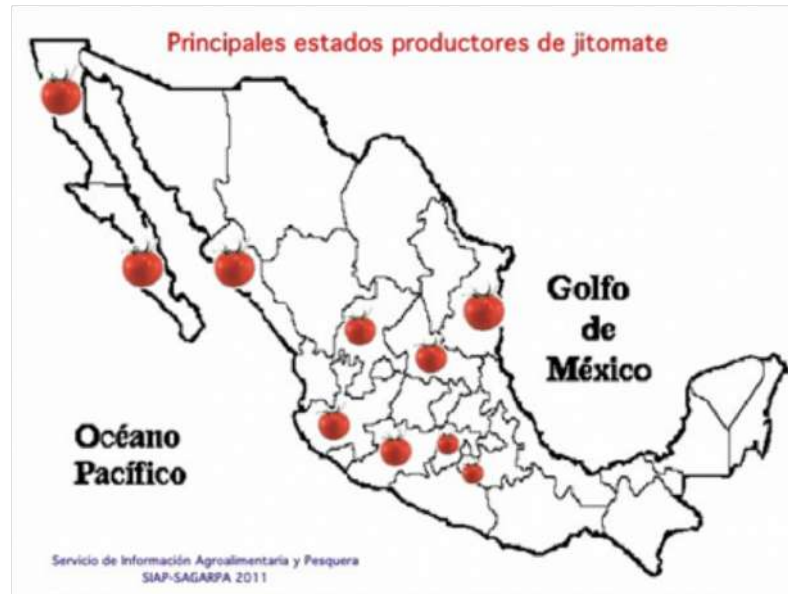 Principales estados productores de jitomate
Golfo
de
México
Océano
Pacífico
Servicio de Información Agroalimentaria y Pesquera
SIAP-SAGARPA 2011